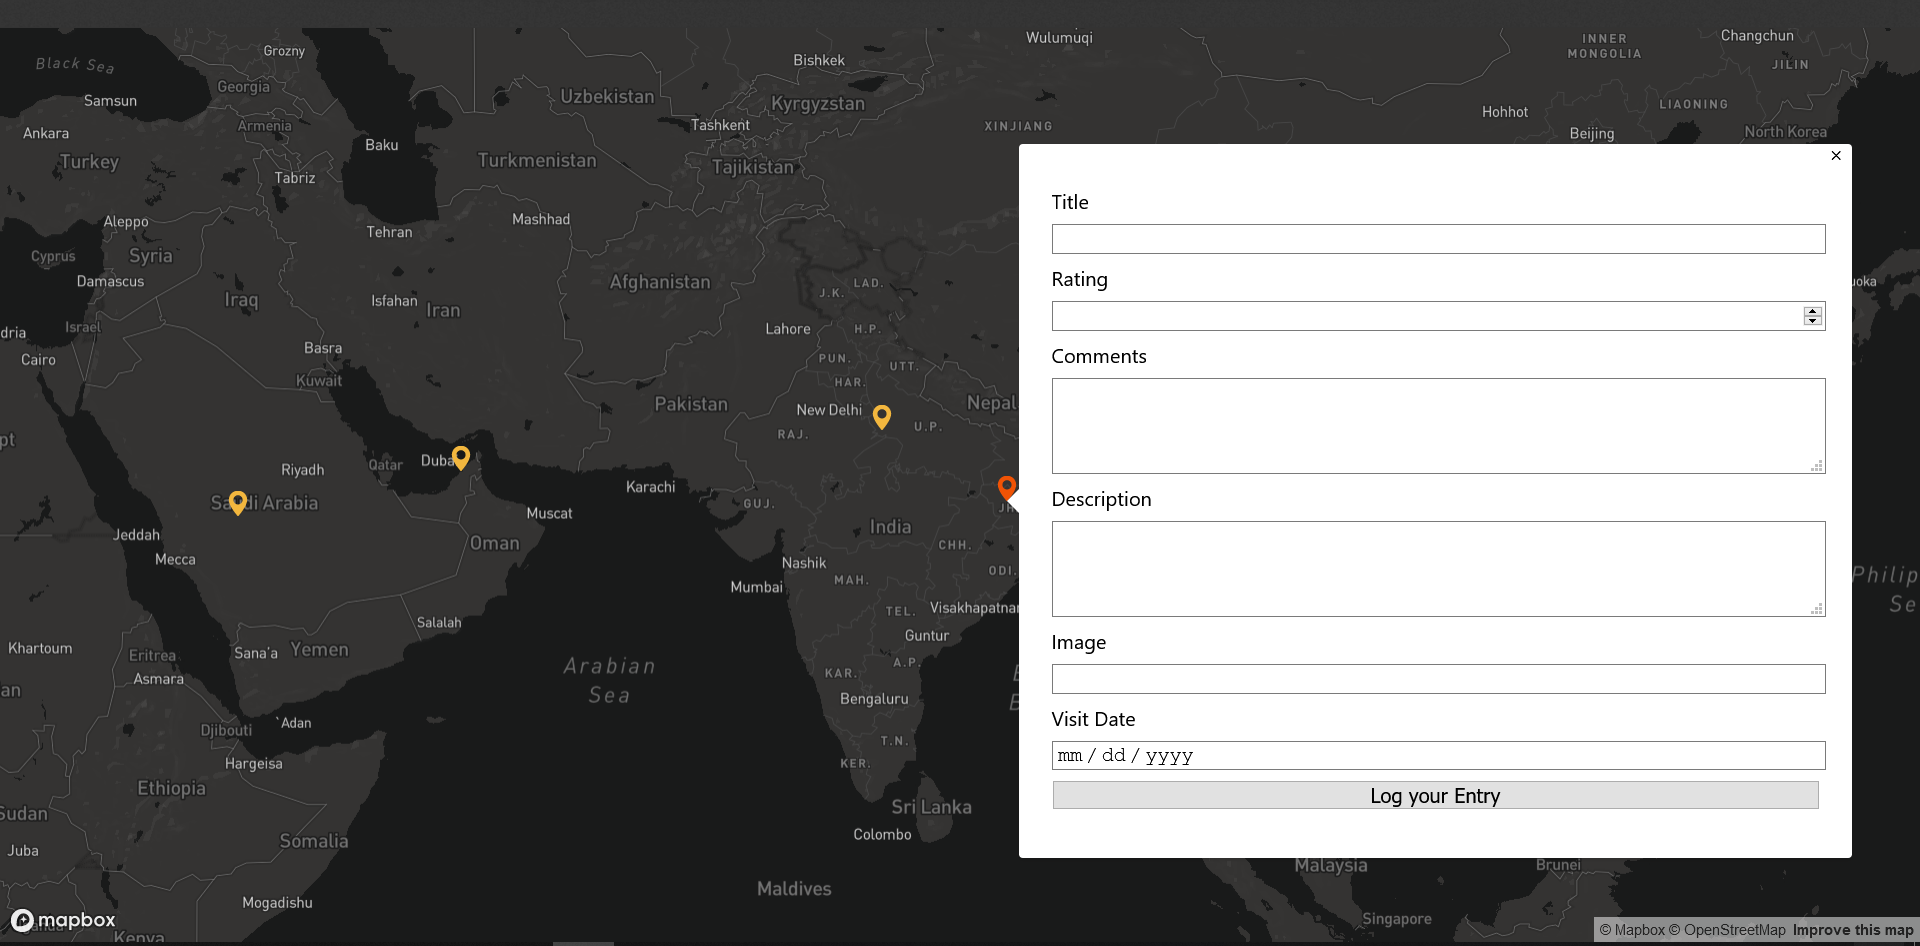 Wulumuqi
INNER
MONGOLIA
Changchun
JILIN
Grozny
Black Sea
Bishkek
Georgia
Samsun
Uzbekistan
Kyrgyzstan
LIAONING
Hohhot
Armenia
Ankara
Tashkent
XINJIANG
Beijing
North Korea
Baku
Turkey
Turkmenistan
Tajikistan
Tabriz
Aleppo
Mashhad
Tehran
Cyprus
Syria
Damascus
Afghanistan
LAD.
J.K.
uoka
Iraq
Isfahan
Iran
Israel
dria
Lahore
H.P.
Basra
Cairo
PUN.
UTT.
Kuwait
HAR.
Pakistan
New Delhi
Nepal
RAJ.
U.P.
pt
Riyadh
Qatar
Duba
Karachi
Saudi Arabia
GUJ.
JH
Muscat
India
Jeddah
Oman
CHH.
Mecca
Nashik
ODI.
MAH.
Mumbai
Philip
Se
TEL.
Visakhapatnam
Salalah
Guntur
Khartoum
Eritrea
Sana'a
Yemen
A.P.
Arabian
Sea
KAR.
Asmara
an
Bengaluru
B
Djibouti
`Adan
T.N.
Hargeisa
KER.
Ethiopia
Sri Lanka
Sudan
Colombo
Somalia
Juba
Maldives
Malaysia
Brunei
Mogadishu
Singapore
Kenya
mapbox
×
Title
Rating
Comments
Description
Image
Visit Date
mm / dd / yyyy
Log your Entry
© Mapbox © OpenStreetMap Improve this map